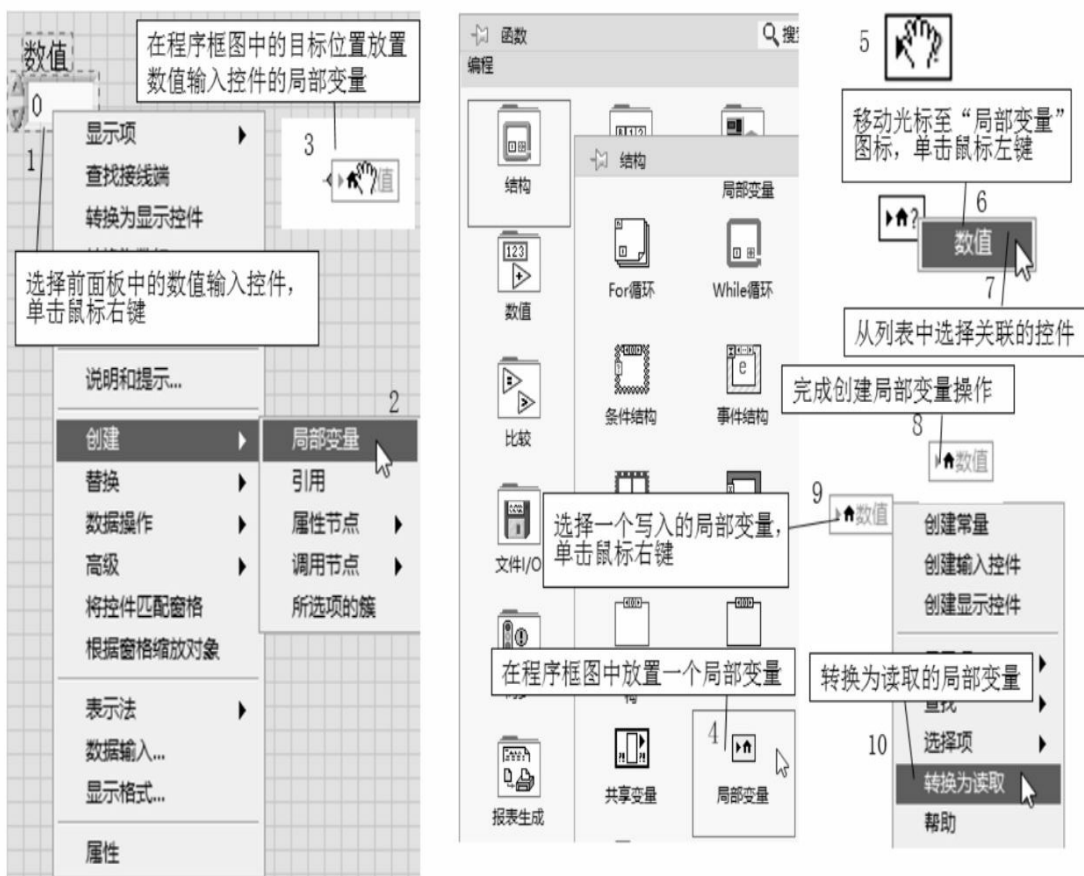 数值
0
1
在程序框图中的目标位置放置
数值输入控件的局部变量
3
值
显示项
查找接线端
转换为显示控件
选择前面板中的数值输入控件，
单击鼠标右键
说明和提示...
创建
替换
数据操作
高级
将控件匹配窗格
根据窗格缩放对象
表示法
数据输入...
显示格式...
属性
2
局部变量
引用
属性节点
调用节点
所选项的簇
函数
搜
编程
结构
数值
123
比较
文件I/O
报表生成
结构
局部变量
For循环
While循环
条件结构
事件结构
选择一个写入的局部变量，
单击鼠标右键
在程序框图中放置一个局部变量
构
4
共享变量
局部变量
5
移动光标至“局部变量”
图标，单击鼠标左键
6
?
数值
7
从列表中选择关联的控件
完成创建局部变量操作
8
数值
9
数值
创建常量
创建输入控件
创建显示控件
转换为读取的局部变量
查找
10
选择项
转换为读取
帮助